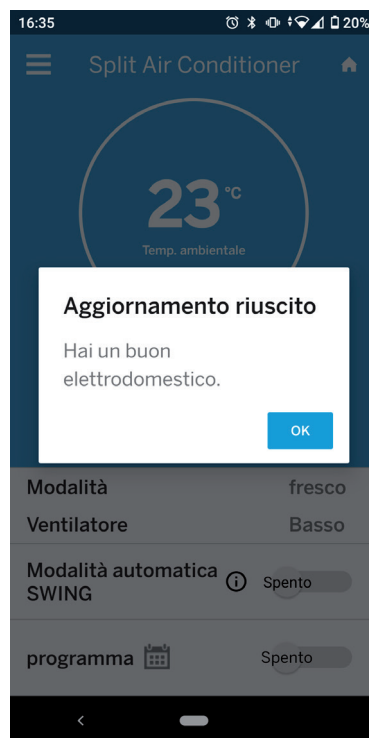 16:35
20%
Split Air Conditioner
23 °C
Temp. ambientale
Aggiornamento riuscito
Hai un buon
elettrodomestico.
OK
Modalità
fresco
Ventilatore
Basso
Modalità automatica
SWING
Spento
programma
Spento